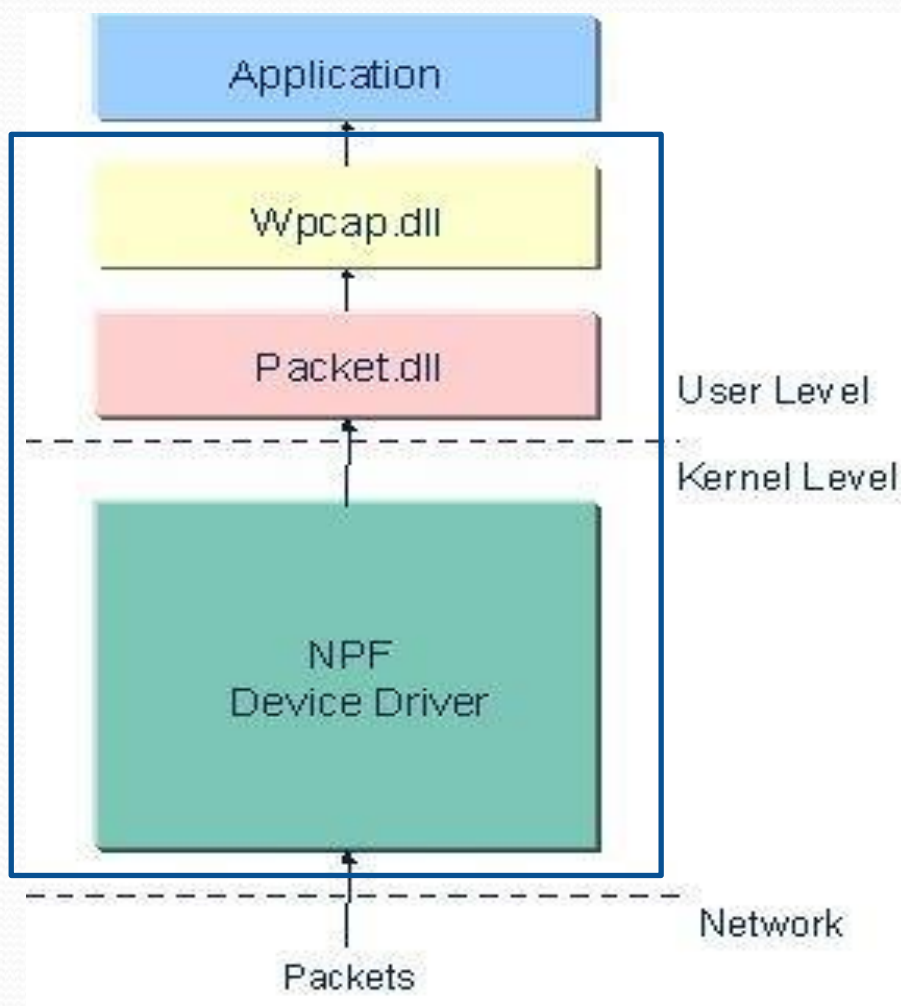 Application
Wpcap.dll
Packet.dll
User Level
Kernel Level
NPF
Device Driver
Network
Packets